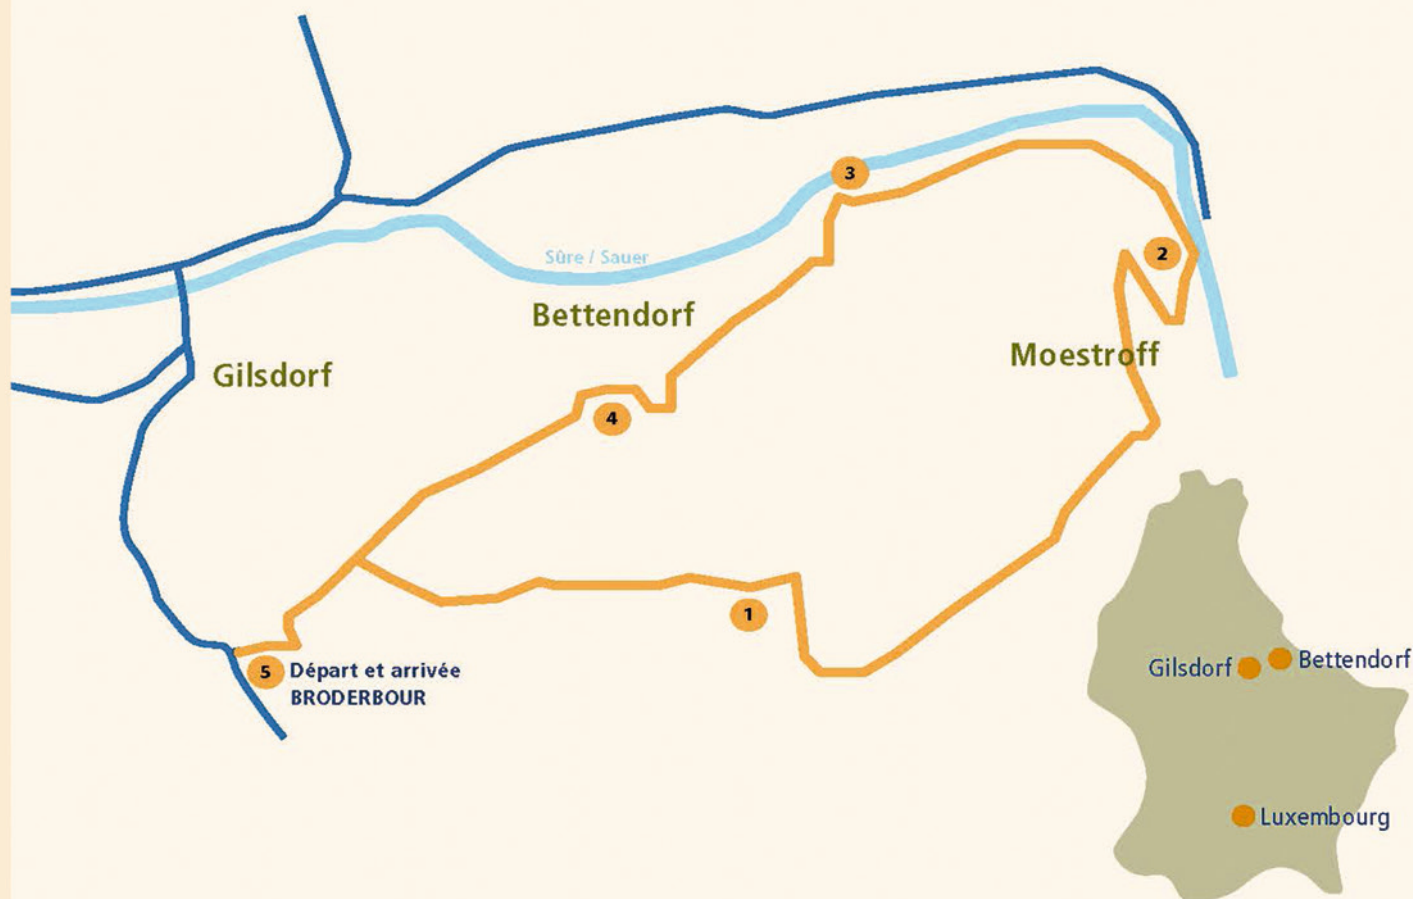 3
2
Sûre / Sauer
Bettendorf
Moestroff
Gilsdorf
4
1
5
Départ et arrivée
BRODERBOUR
Bettendorf
Gilsdorf
Luxembourg